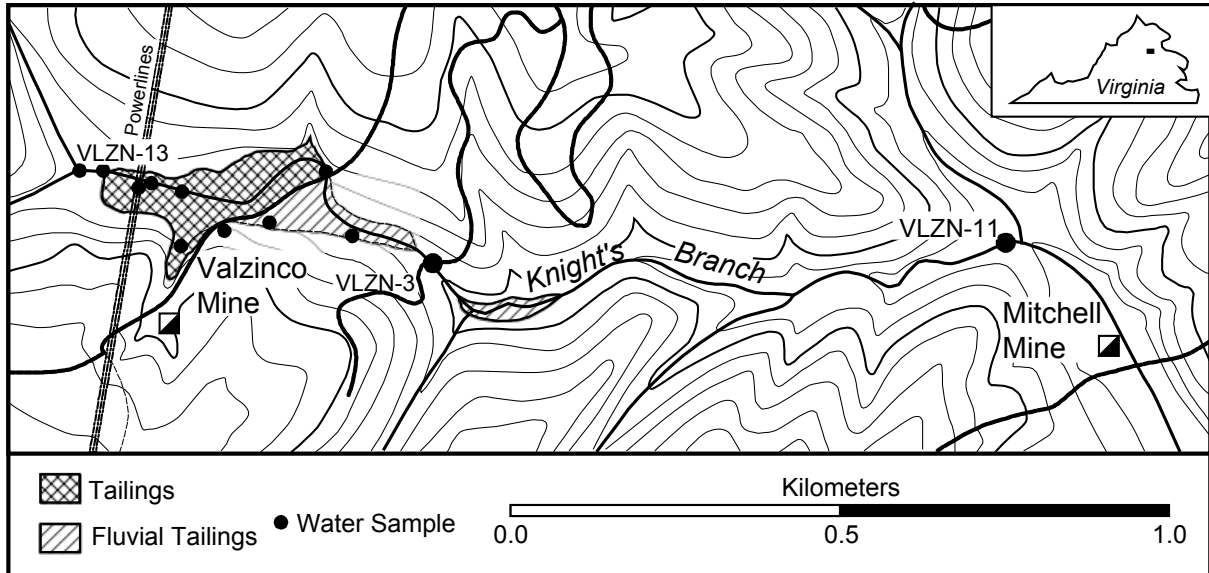 Powerlines
Virginia
VLZN-13
VLZN-11
Knight's Branch
Valzinco
Mine
VLZN-3
Mitchell
Mine
Tailings
Fluvial Tailings
Water Sample
Kilometers
0.0 0.5 1.0